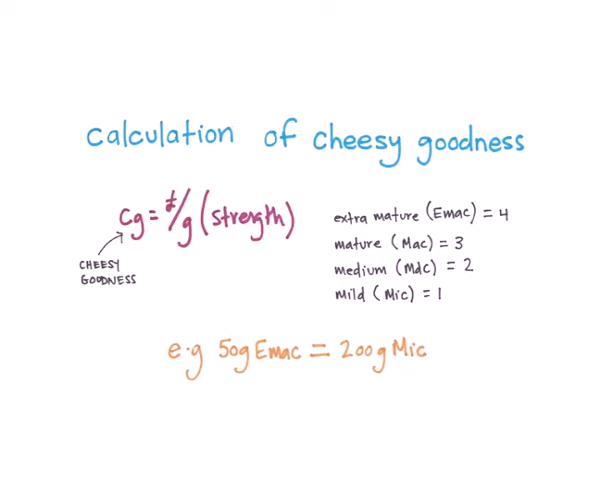 calculation of cheesy goodness
Cg = /g (strength)
CHEESY
GOODNESS
extra mature (Emac) = 4
mature (Mac) = 3
medium (Mdc) = 2
mild (Mic) = 1
e.g 50g Emac = 200g Mic